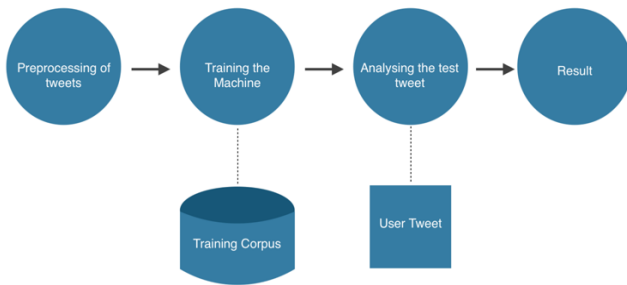 Preprocessing of
tweets
Training the
Machine
Analysing the test
tweet
Result
Training Corpus
User Tweet